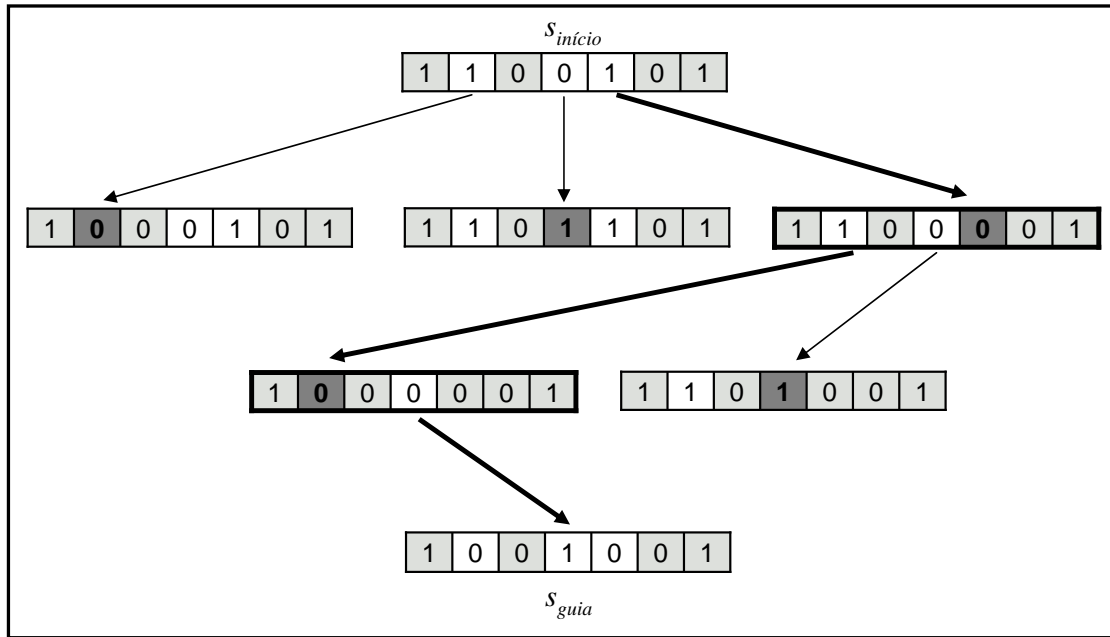 s_início
1 1 0 0 1 0 1
1 0 0 0 1 0 1
1 1 0 1 1 0 1
1 1 0 0 0 0 1
1 0 0 0 0 0 1
1 1 0 1 0 0 1
1 0 0 1 0 0 1
s_guia